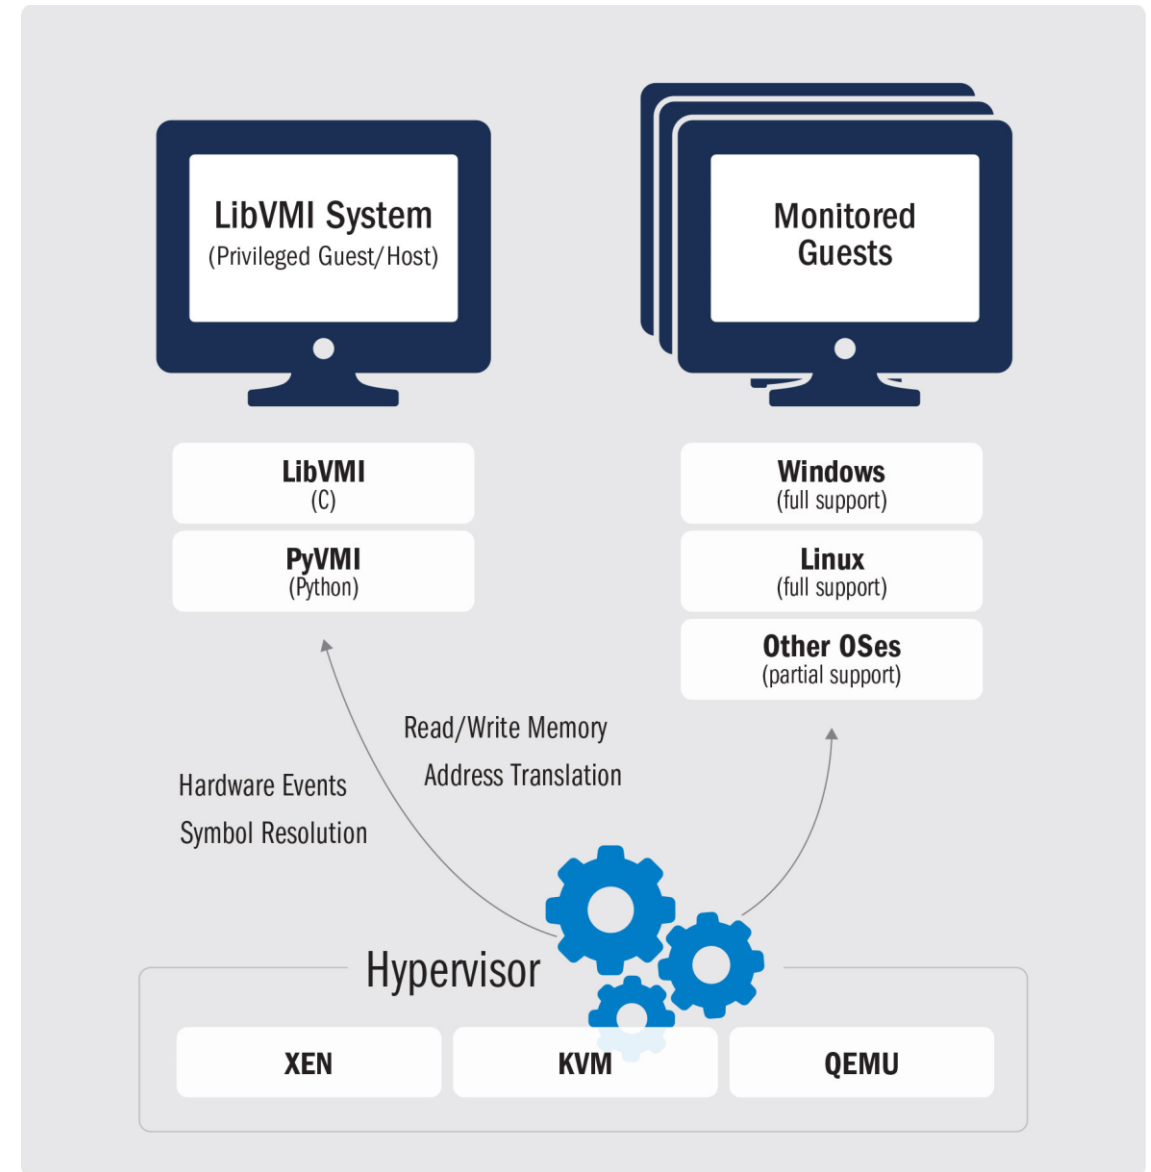 LibVMI System
(Privileged Guest/Host)
Monitored
Guests
LibVMI
(C)
PyVMI
(Python)
Windows
(full support)
Linux
(full support)
Other OSes
(partial support)
Read/Write Memory
Address Translation
Hardware Events
Symbol Resolution
Hypervisor
XEN
KVM
QEMU